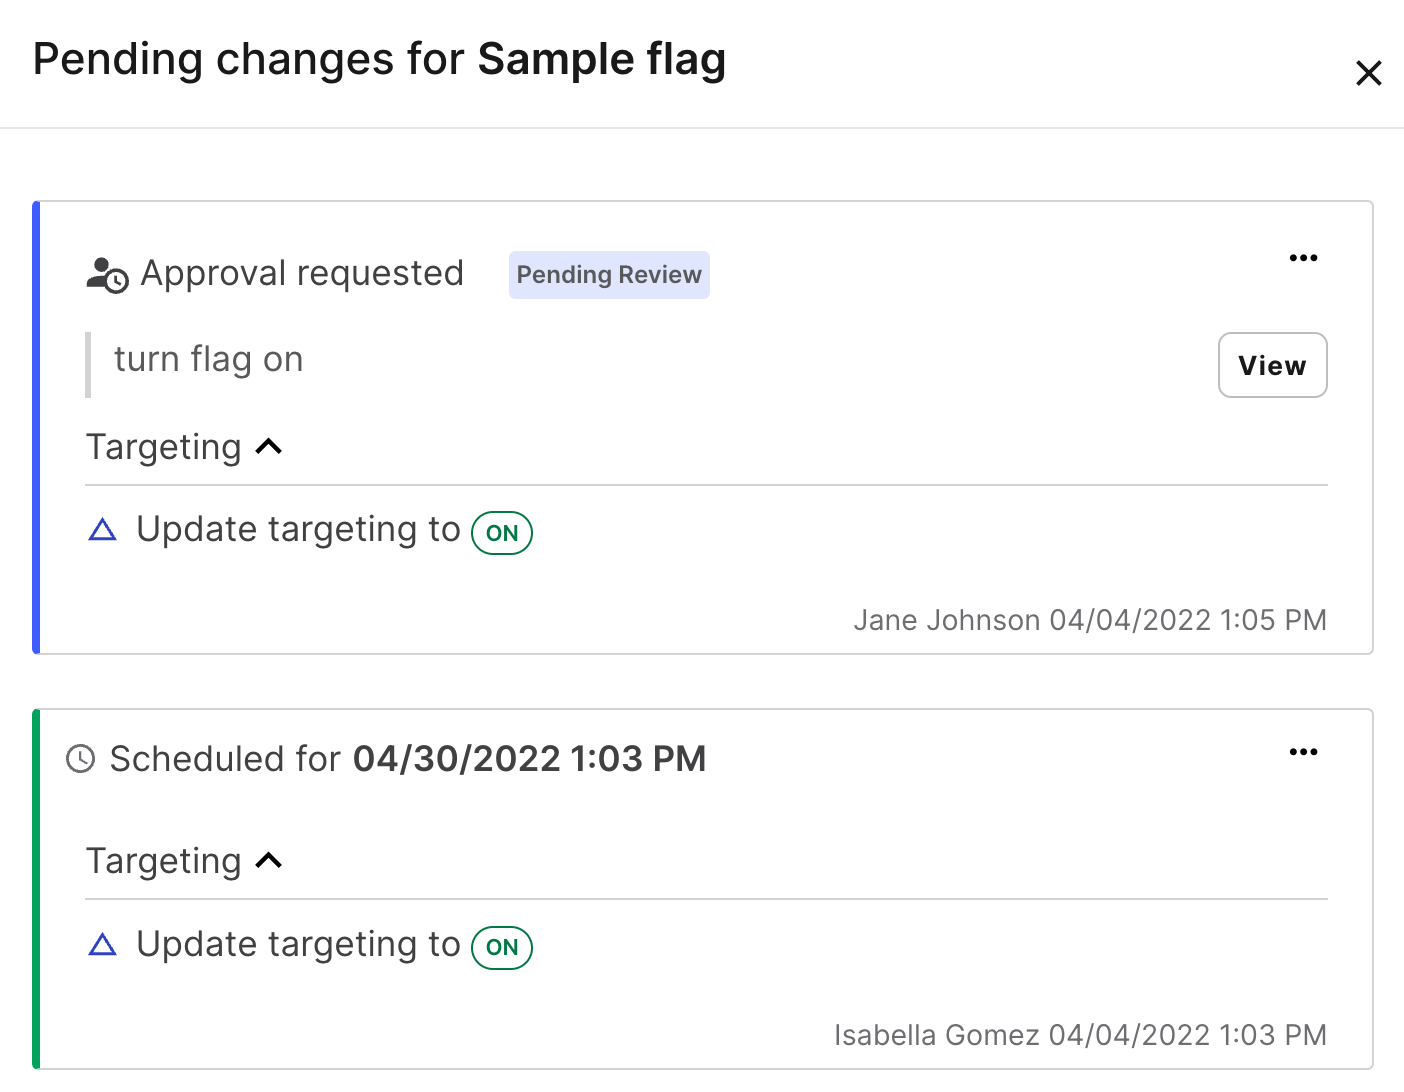 Pending changes for Sample flag
Approval requested
Pending Review
turn flag on
View
Targeting
Update targeting to ON
Jane Johnson 04/04/2022 1:05 PM
Scheduled for 04/30/2022 1:03 PM
Targeting
Update targeting to ON
Isabella Gomez 04/04/2022 1:03 PM